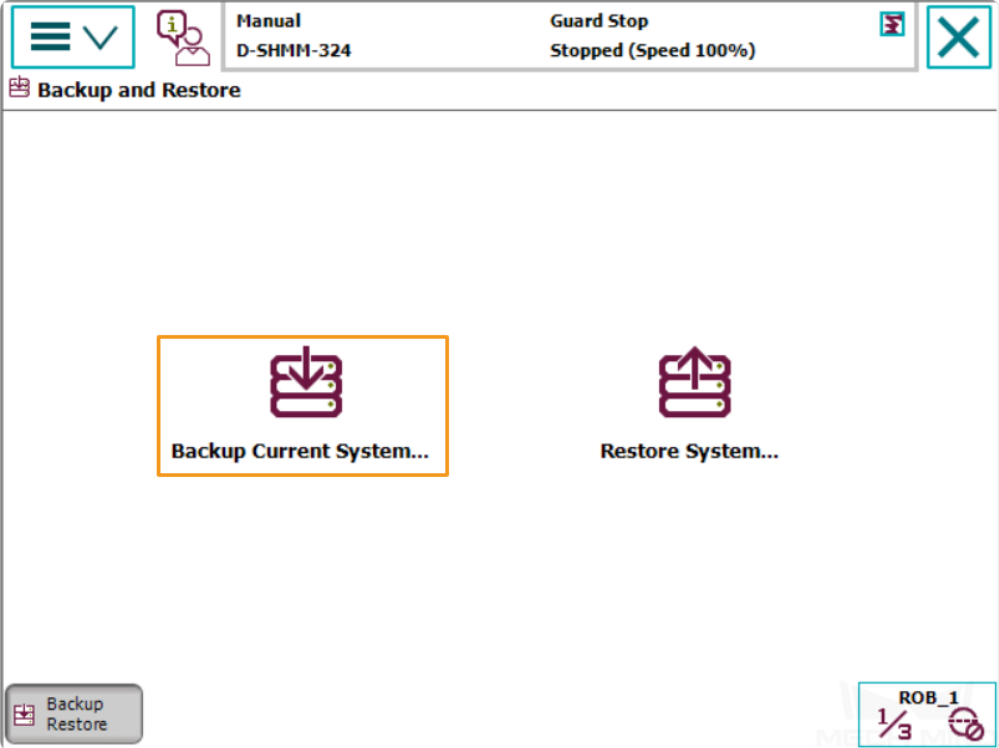 Manual
Guard Stop
D-SHMM-324
Stopped (Speed 100%)
Backup and Restore
Backup Current System...
Restore System...
Backup
Restore
ROB_1
1/3